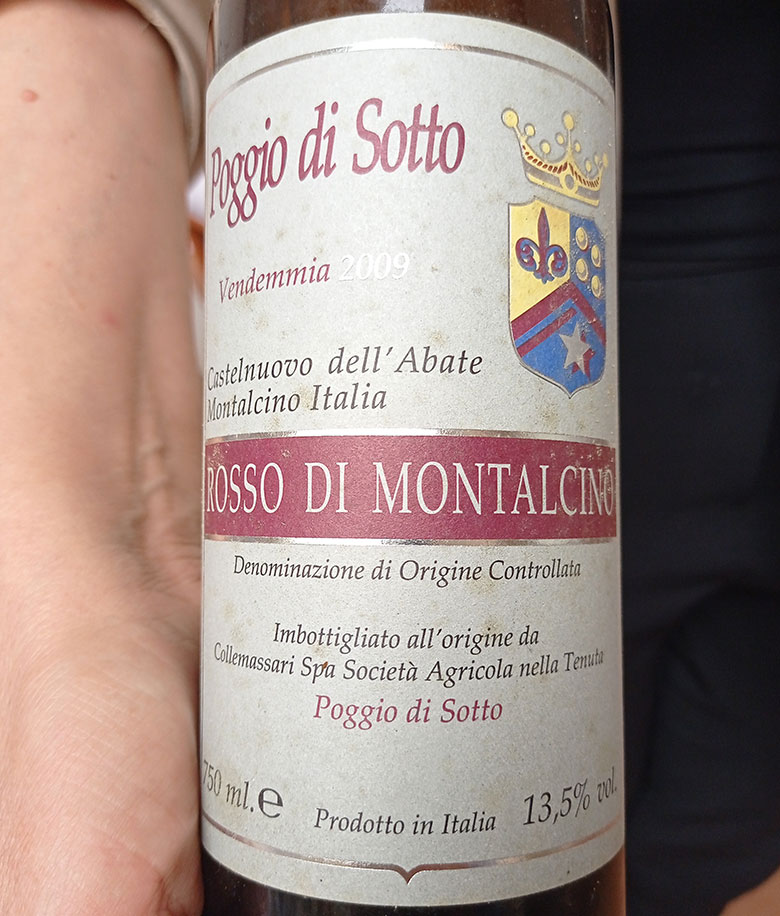 Poggio di Sotto
Vendemmia 2009
Castelnuovo dell'Abate
Montalcino Italia
ROSSO DI MONTALCINO
Denominazione di Origine Controllata
Imbottigliato all'origine da
Collemassari Spa Società Agricola nella Tenuta
Poggio di Sotto
750 ml.e
Prodotto in Italia
13,5% vol.